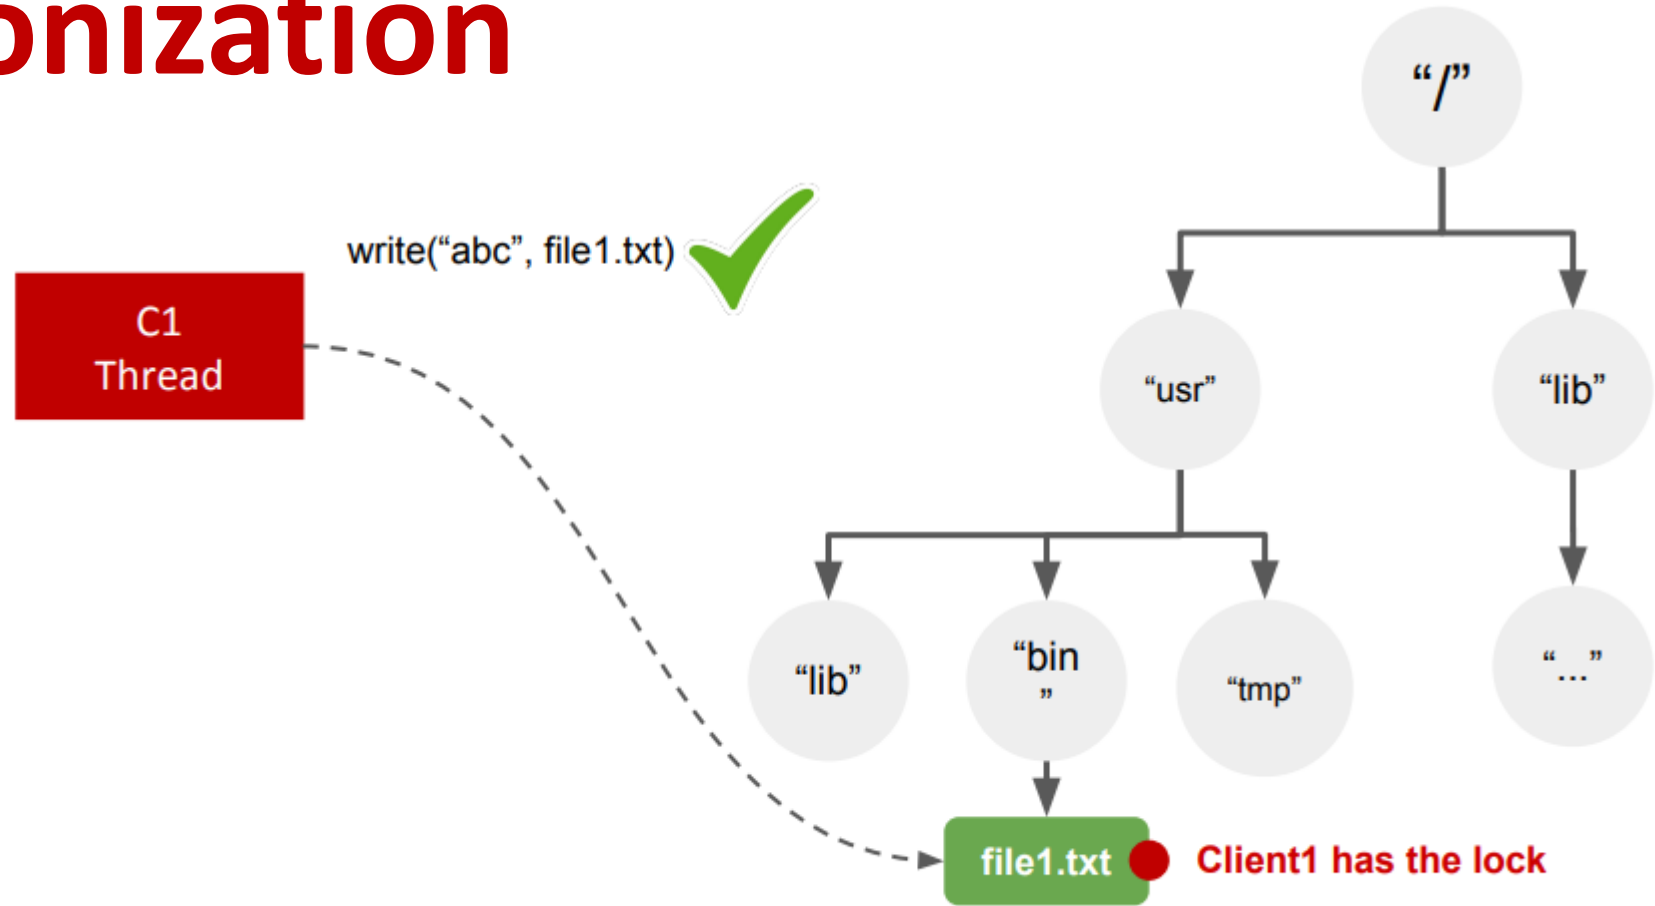 onization
“/”
write(“abc”, file1.txt)
C1
Thread
“usr”
“lib”
“lib”
“bin
”
“tmp”
“...”
file1.txt
Client1 has the lock